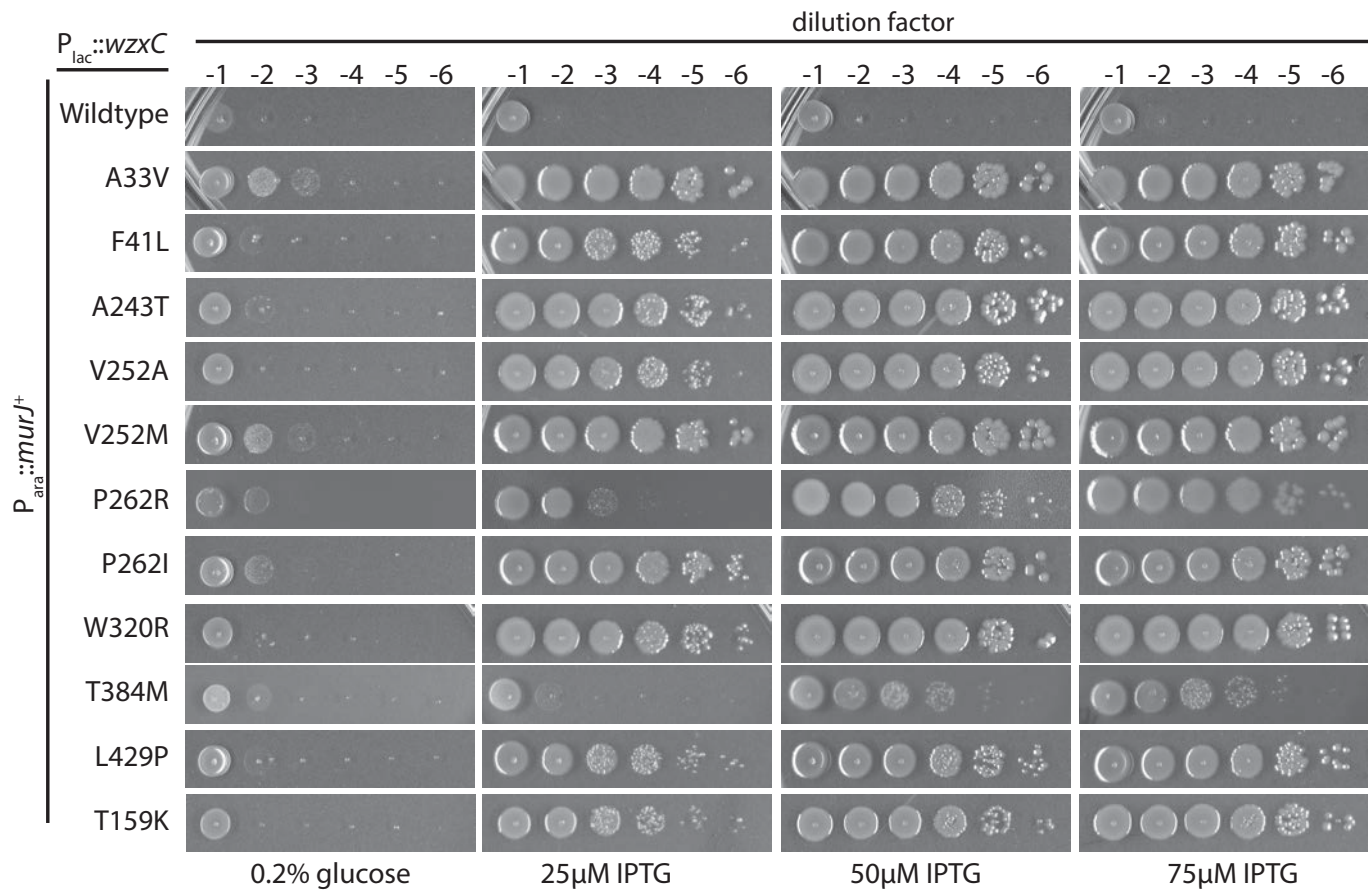 dilution factor
Plac::wzxC
-1 -2 -3 -4 -5 -6 -1 -2 -3 -4 -5 -6 -1 -2 -3 -4 -5 -6 -1 -2 -3 -4 -5 -6
Para::murJ+
Wildtype
A33V
F41L
A243T
V252A
V252M
P262R
P262I
W320R
T384M
L429P
T159K
0.2% glucose 25µM IPTG 50µM IPTG 75µM IPTG